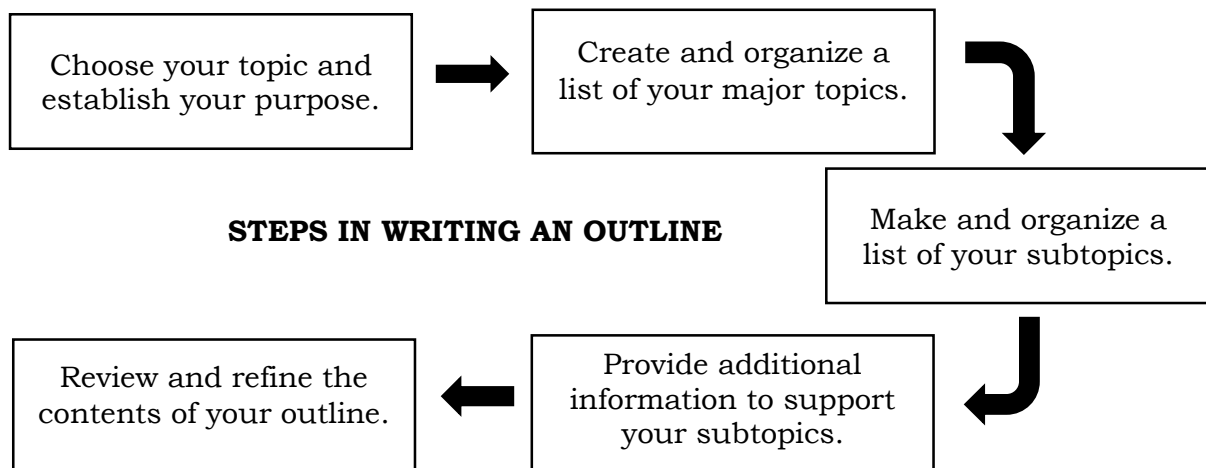 Choose your topic and
establish your purpose.
Create and organize a
list of your major topics.
STEPS IN WRITING AN OUTLINE
Make and organize a
list of your subtopics.
Provide additional
information to support
your subtopics.
Review and refine the
contents of your outline.